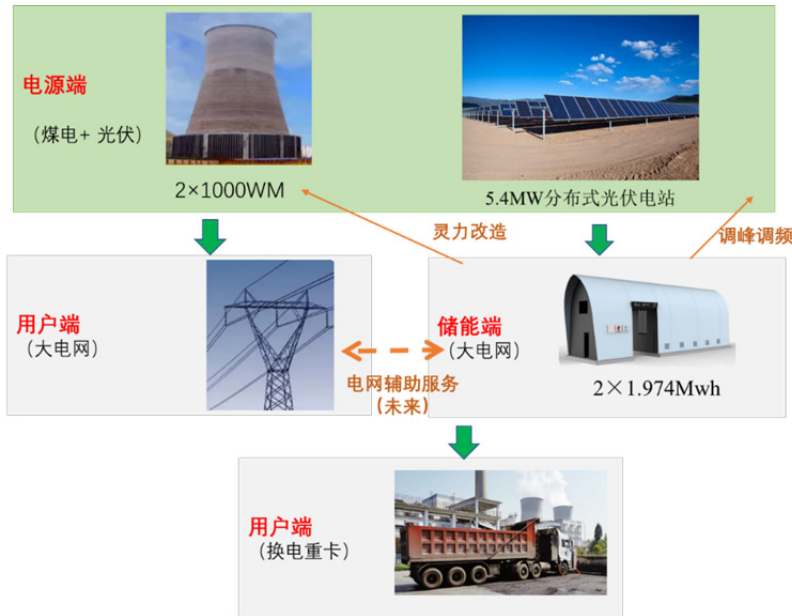 电源端
（煤电+ 光伏）
2×1000WM
5.4MW分布式光伏电站
灵力改造
调峰调频
用户端
（大电网）
储能端
（大电网）
电网辅助服务
（未来）
2×1.974Mwh
用户端
（换电重卡）